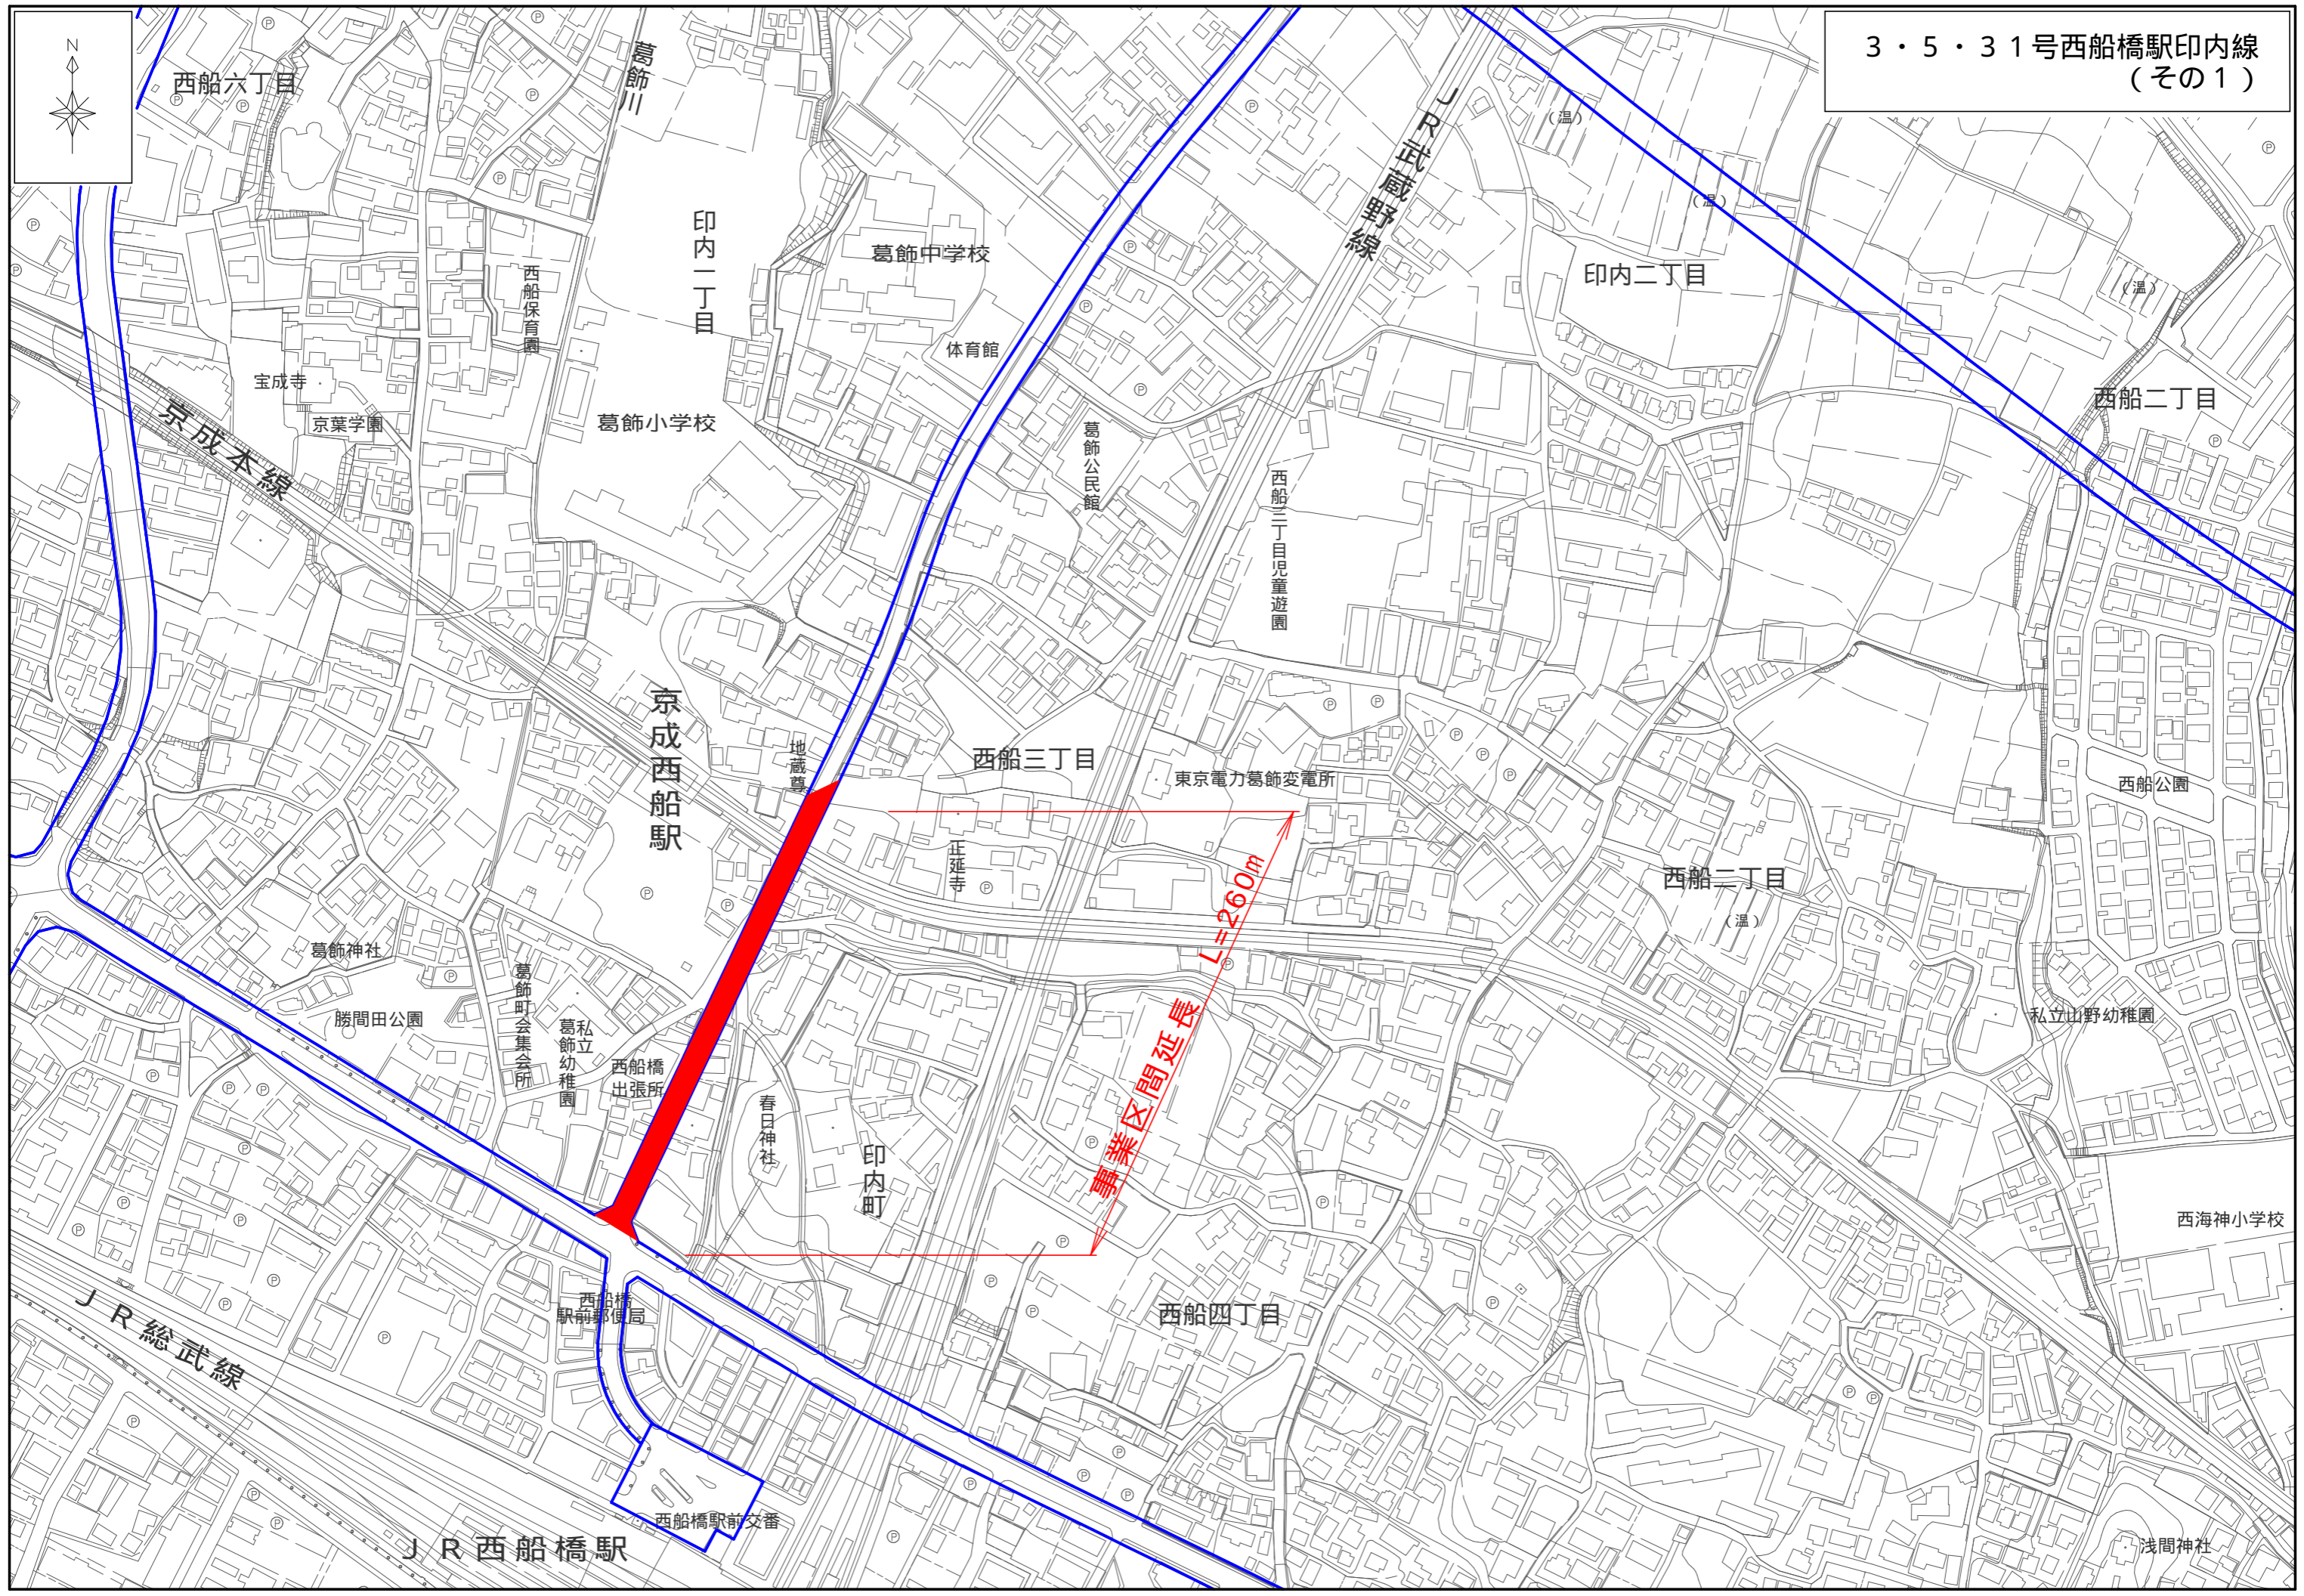 3・5・31号西船橋駅印内線
(その1)
N
西船六丁目
葛飾川
JR武蔵野線
(温)
(温)
印内一丁目
葛飾中学校
印内二丁目
(温)
西船保育園
体育館
宝成寺
京葉学園
京成本線
葛飾小学校
葛飾公民館
西船二丁目
西船三丁目児童遊園
京成西船駅
地蔵尊
西船三丁目
東京電力葛飾変電所
西船公園
正延寺
L=260m
事業区間延長
西船二丁目
(温)
葛飾神社
葛飾町会集会所
勝間田公園
私立
葛飾幼稚園
西船橋
出張所
私立山野幼稚園
春日神社
印内町
西海神小学校
西船橋
駅前郵便局
西船四丁目
JR総武線
西船橋駅前交番
JR西船橋駅
浅間神社